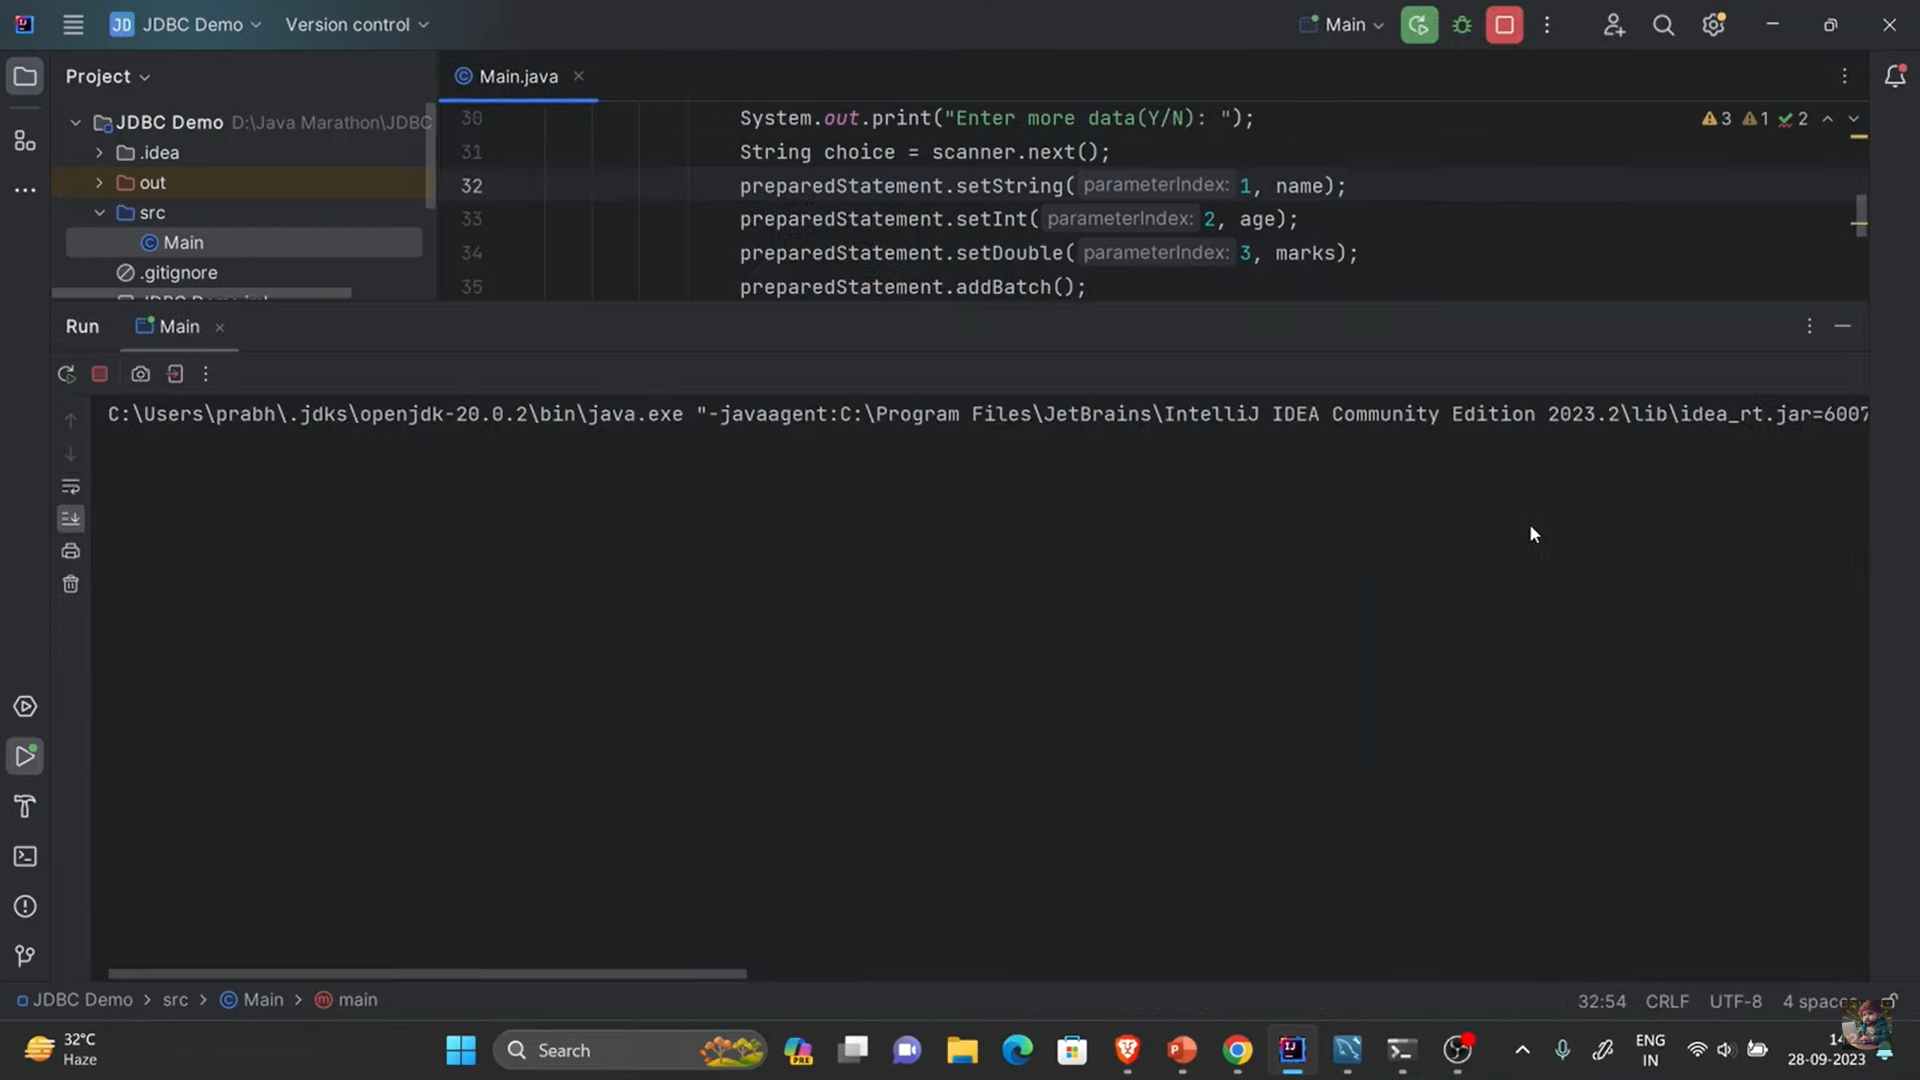 JD JDBC Demo Version control Main
Project Main.java
JDBC Demo D:\Java Marathon\JDBC
.idea
out
src
Main
.gitignore
30 System.out.print("Enter more data(Y/N): ");
31 String choice = scanner.next();
32 preparedStatement.setString( parameterIndex: 1, name);
33 preparedStatement.setInt( parameterIndex: 2, age);
34 preparedStatement.setDouble( parameterIndex: 3, marks);
35 preparedStatement.addBatch();
3 1 2
Run Main
C:\Users\prabh\.jdks\openjdk-20.0.2\bin\java.exe "-javaagent:C:\Program Files\JetBrains\IntelliJ IDEA Community Edition 2023.2\lib\idea_rt.jar=6007
JDBC Demo > src > Main > main 32:54 CRLF UTF-8 4 spaces
32°C
Haze
Search
PRE
ENG
IN
28-09-2023